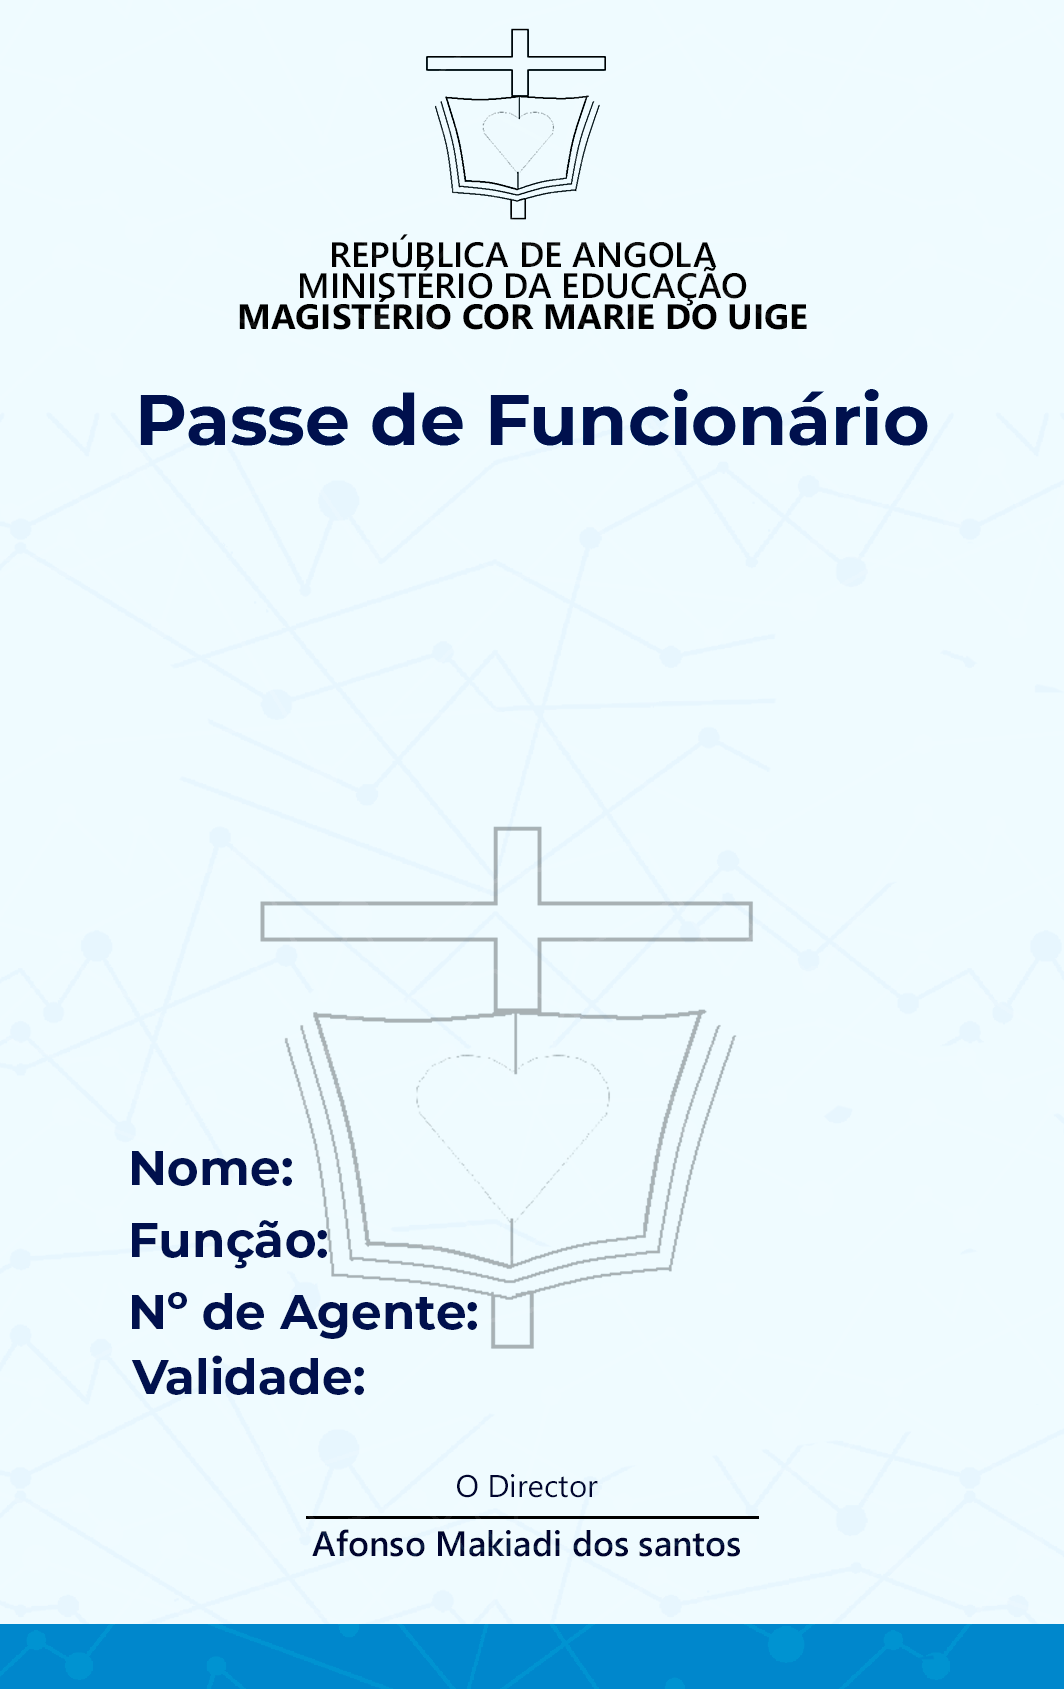 REPÚBLICA DE ANGOLA
MINISTÉRIO DA EDUCAÇÃO
MAGISTÉRIO COR MARIE DO UIGE
Passe de Funcionário
Nome:
Função:
Nº de Agente:
Validade:
O Director
Afonso Makiadi dos santos